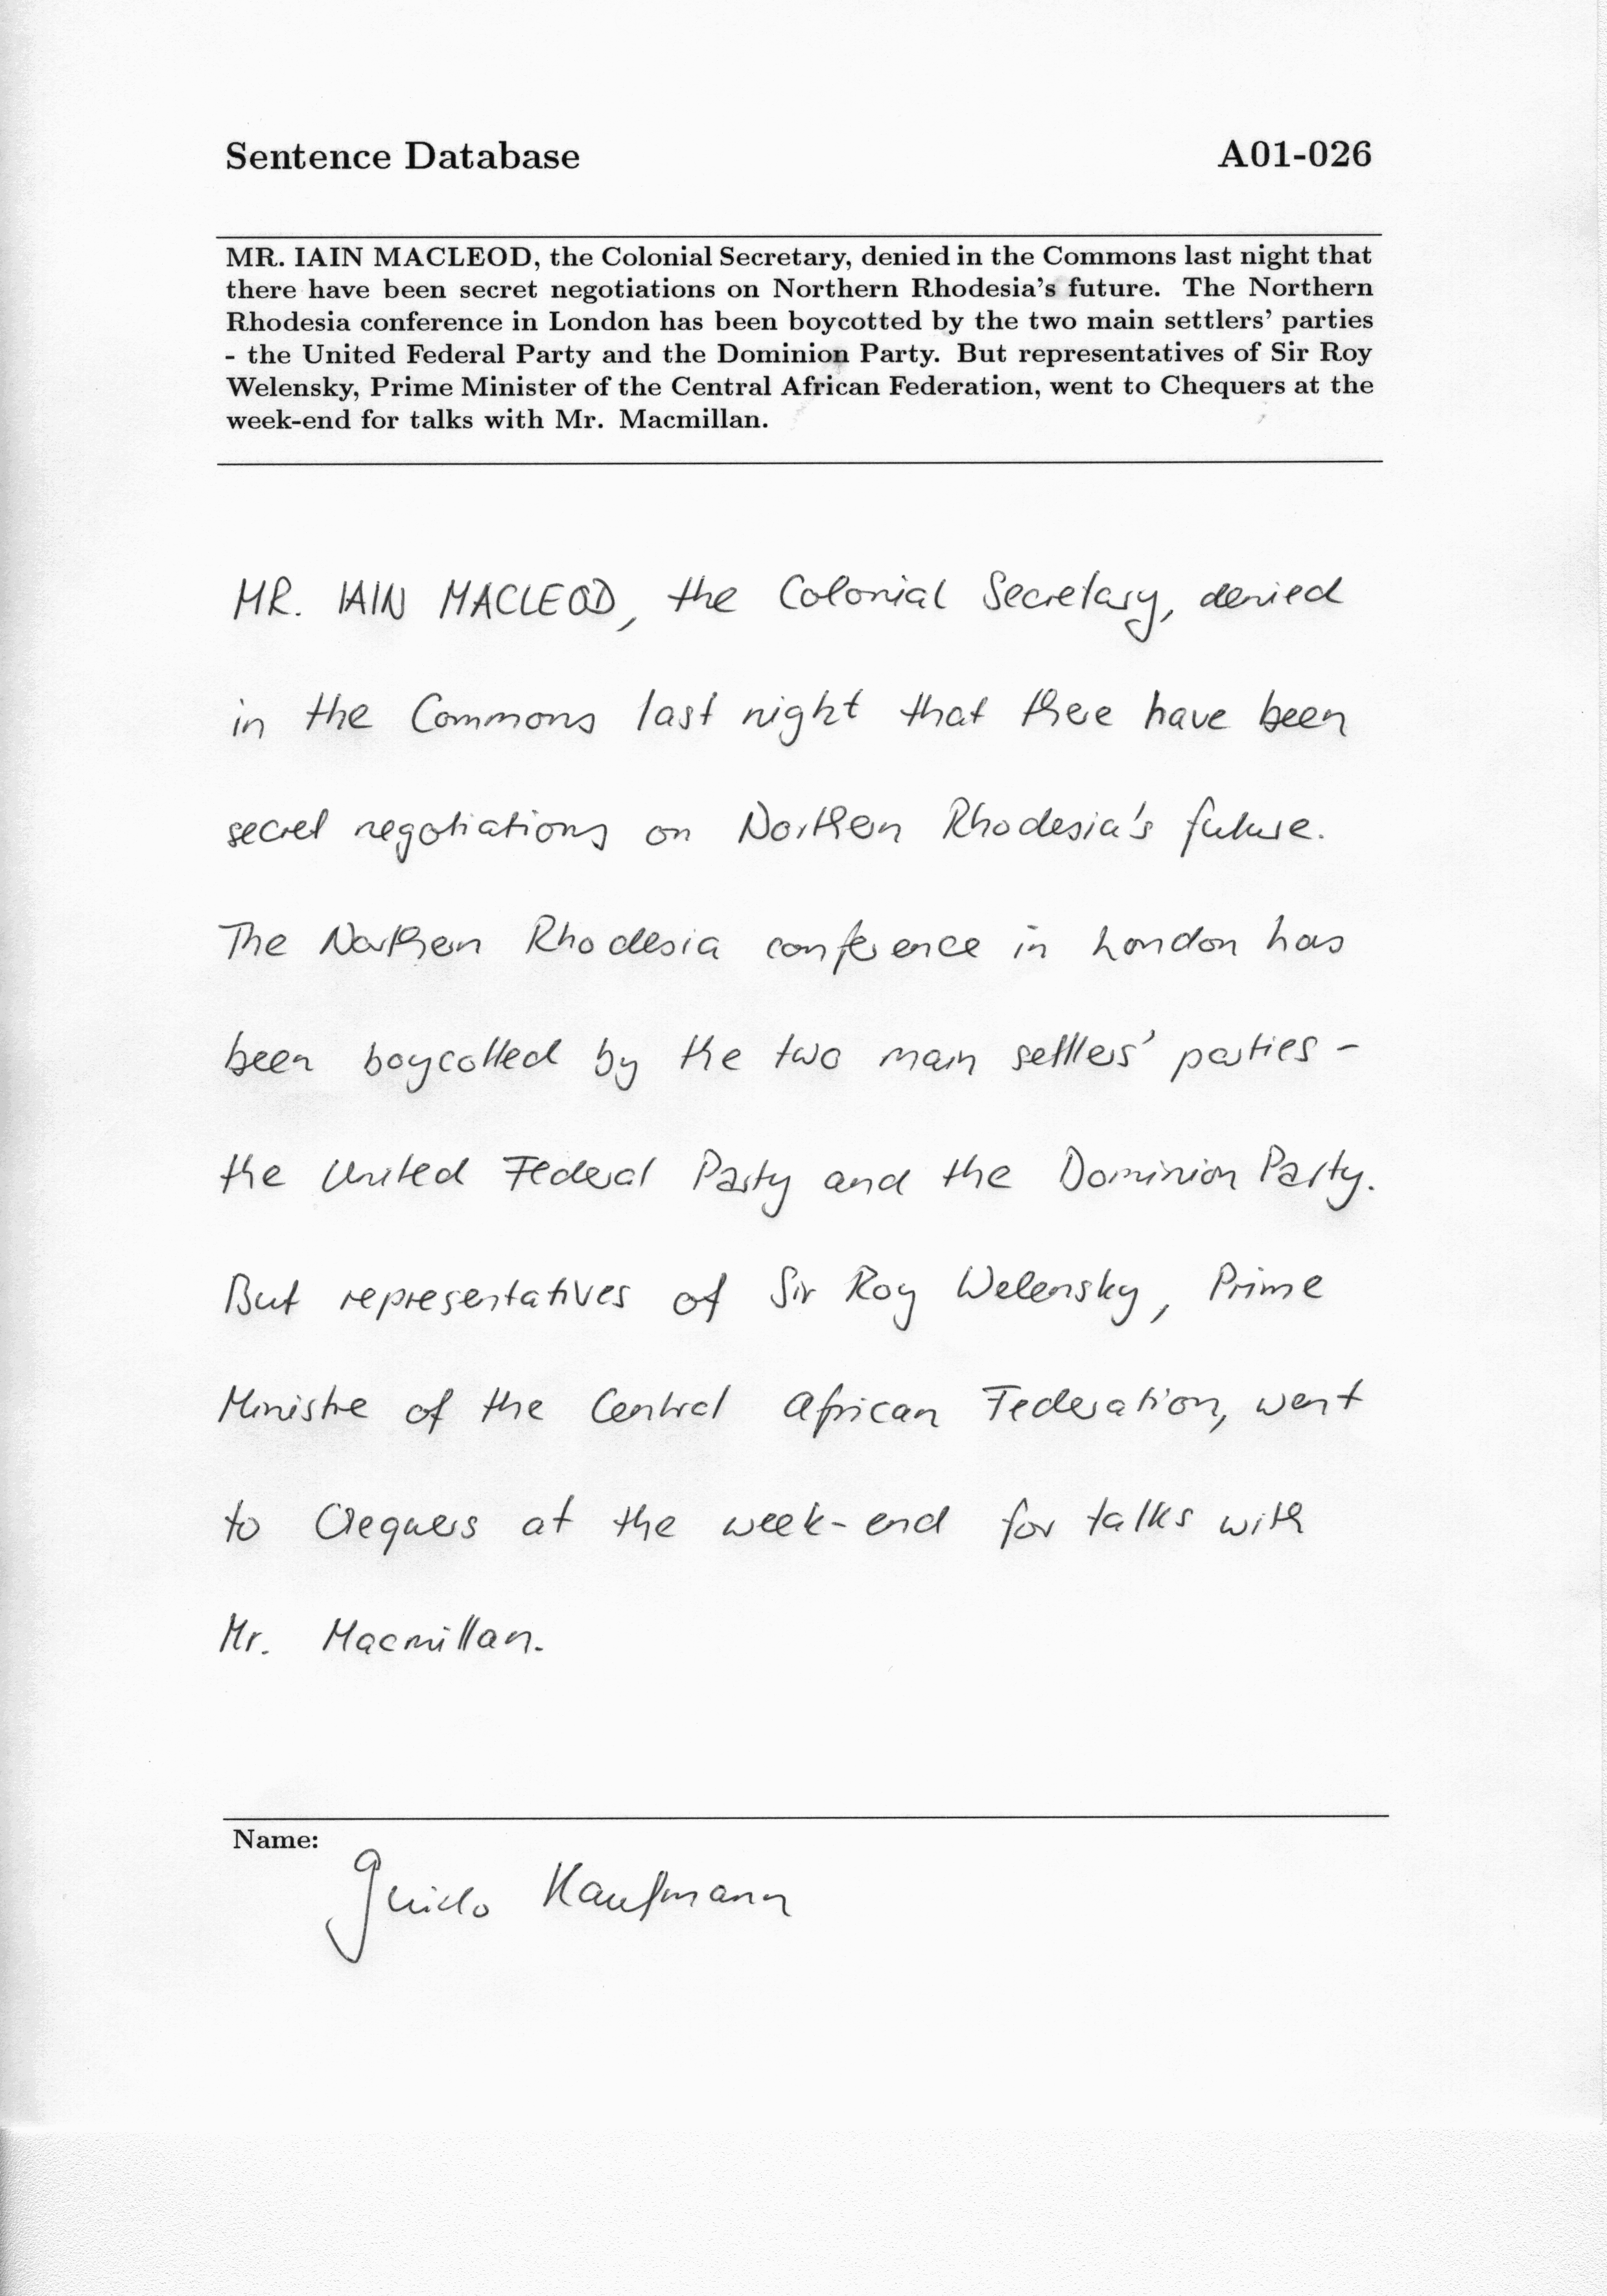 Sentence Database A01-026
MR. IAIN MACLEOD, the Colonial Secretary, denied in the Commons last night that
there have been secret negotiations on Northern Rhodesia's future. The Northern
Rhodesia conference in London has been boycotted by the two main settlers' parties
- the United Federal Party and the Dominion Party. But representatives of Sir Roy
Welensky, Prime Minister of the Central African Federation, went to Chequers at the
week-end for talks with Mr. Macmillan.
MR. IAIN MACLEOD, the Colonial Secretary, denied
in the Commons last night that there have been
secret negotiations on Northern Rhodesia's future.
The Northern Rhodesia conference in London has
been boycotted by the two main settlers' parties -
the United Federal Party and the Dominion Party.
But representatives of Sir Roy Welensky, Prime
Ministre of the Central African Federation, went
to Chequers at the week-end for talks with
Mr. Macmillan.
Name:
Guido Kaufmann